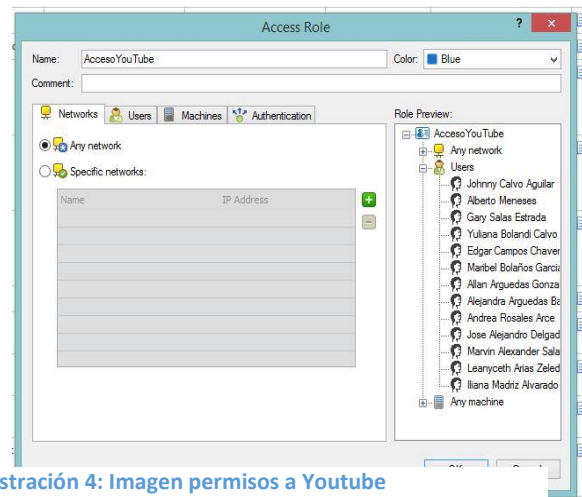 Access Role
? ×
Name: AccesoYouTube
Color: Blue
Comment:
Networks Users Machines Authentication
Any network
Specific networks:
Name IP Address
Role Preview:
AccesoYouTube
Any network
Users
Johnny Calvo Aguilar
Alberto Meneses
Gary Salas Estrada
Yuliana Bolandi Calvo
Edgar Campos Chaver
Maribel Bolaños Garcia
Allan Arguedas Gonza
Alejandra Arguedas Ba
Andrea Rosales Arce
Jose Alejandro Delgad
Marvin Alexander Sala
Leanyceth Arias Zeled
Iliana Madriz Alvarado
Any machine
stración 4: Imagen permisos a Youtube